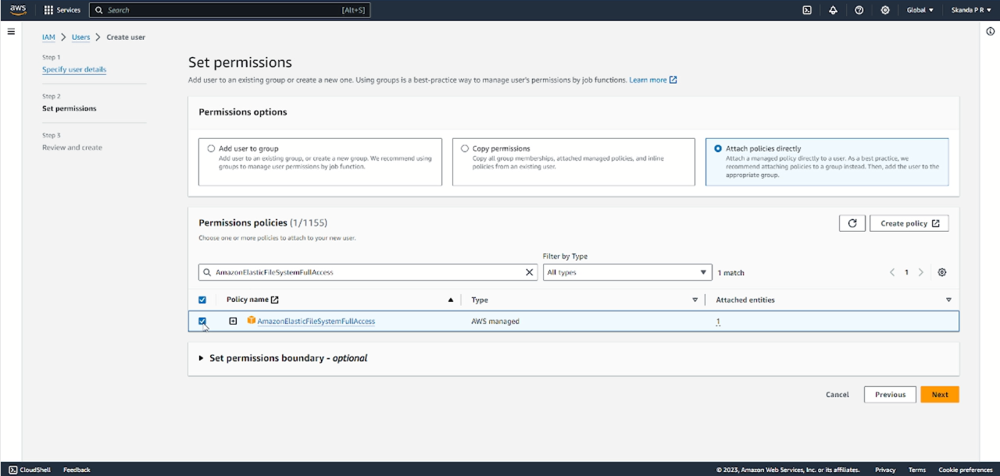 aws
Services
Search
[Alt+S]
Global
Skanda P R
IAM
Users
Create user
Step 1
Specify user details
Step 2
Set permissions
Step 3
Review and create
Set permissions
Add user to an existing group or create a new one. Using groups is a best-practice way to manage user's permissions by job functions. Learn more
Permissions options
Add user to group
Add user to an existing group, or create a new group. We recommend using
groups to manage user permissions by job function.
Copy permissions
Copy all group memberships, attached managed policies, and inline
policies from an existing user.
Attach policies directly
Attach a managed policy directly to a user. As a best practice, we
recommend attaching policies to a group instead. Then, add the user to the
appropriate group.
Permissions policies (1/1155)
Create policy
Choose one or more policies to attach to your new user.
Filter by Type
AmazonElasticFileSystemFullAccess
All types
1 match
1
Policy name
Type
Attached entities
AmazonElasticFileSystemFullAccess
AWS managed
1
Set permissions boundary - optional
Cancel
Previous
Next
CloudShell
Feedback
© 2023, Amazon Web Services, Inc. or its affiliates.
Privacy
Terms
Cookie preferences